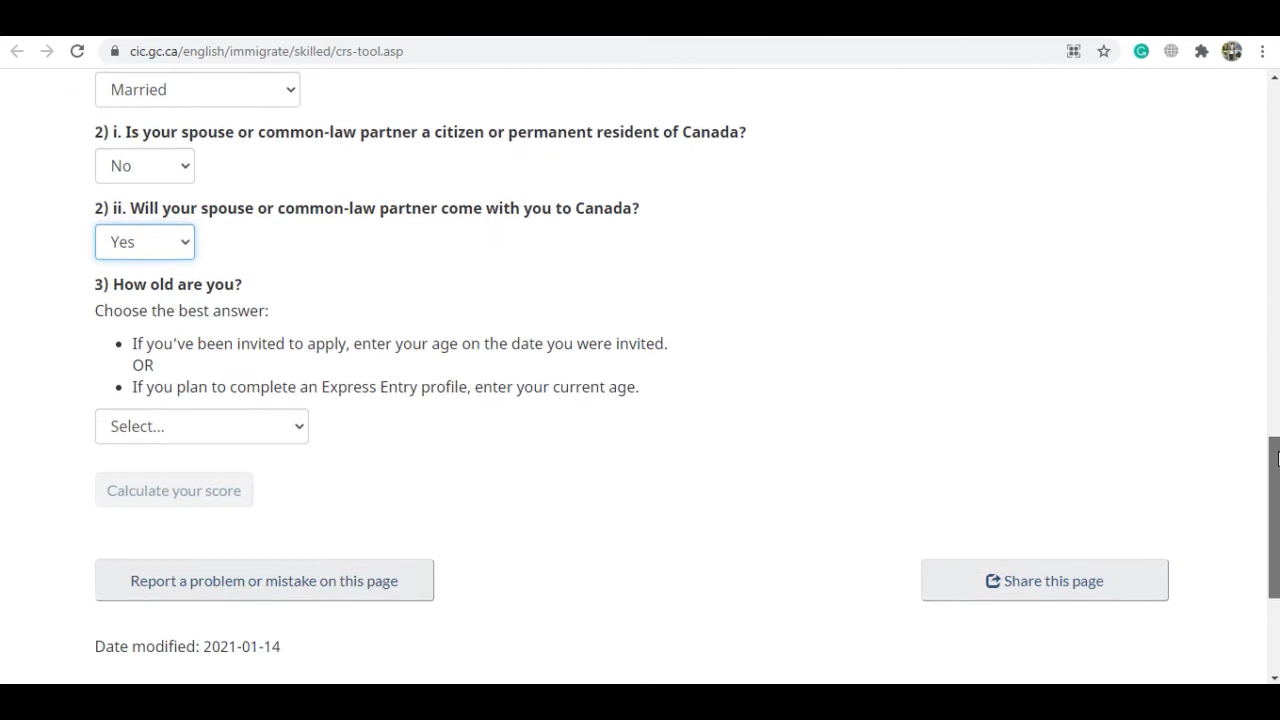 cic.gc.ca/english/immigrate/skilled/crs-tool.asp
Married
2) i. Is your spouse or common-law partner a citizen or permanent resident of Canada?
No
2) ii. Will your spouse or common-law partner come with you to Canada?
Yes
3) How old are you?
Choose the best answer:
• If you’ve been invited to apply, enter your age on the date you were invited.
OR
• If you plan to complete an Express Entry profile, enter your current age.
Select...
Calculate your score
Report a problem or mistake on this page
Share this page
Date modified: 2021-01-14